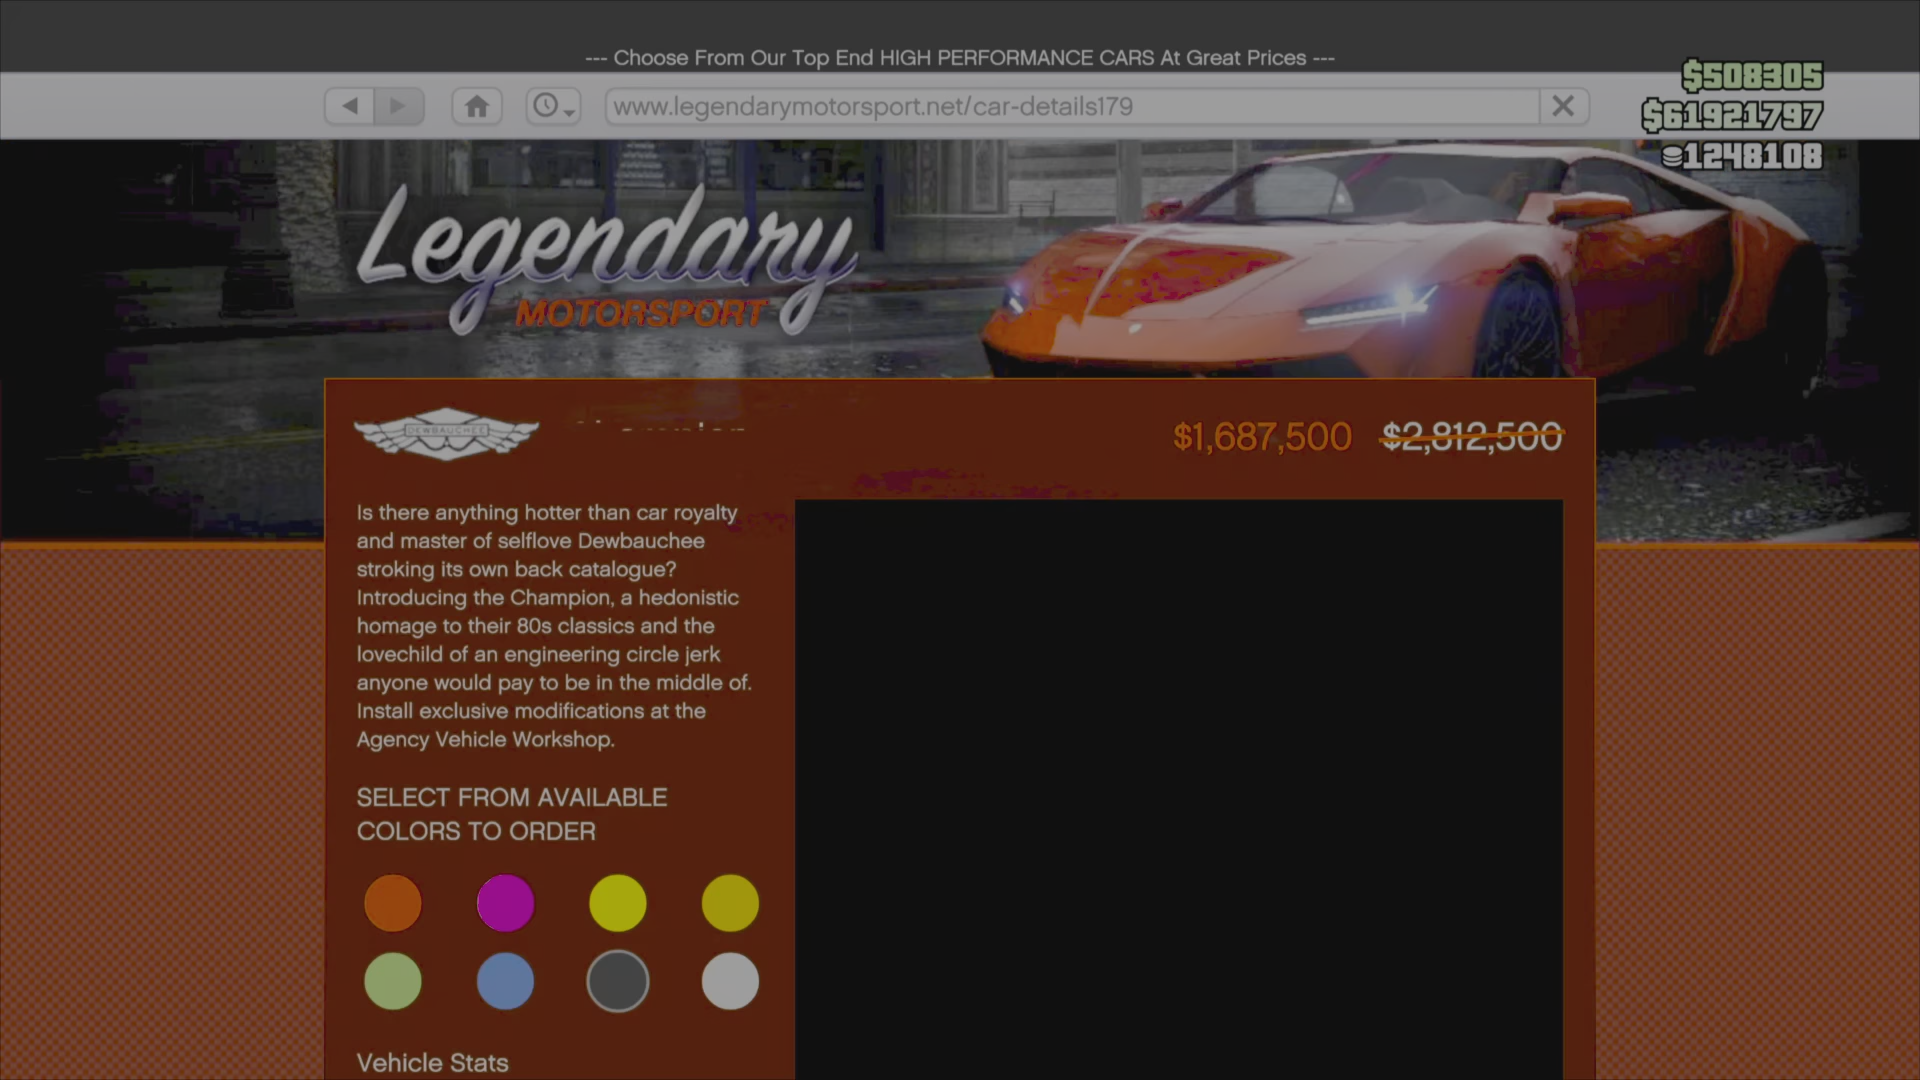 --- Choose From Our Top End HIGH PERFORMANCE CARS At Great Prices ---
$508305
www.legendarymotorsport.net/car-details179
$61921797
1248108
Legendary
MOTORSPORT
DEWBAUCHEE
$1,687,500 $2,812,500
Is there anything hotter than car royalty
and master of selflove Dewbauchee
stroking its own back catalogue?
Introducing the Champion, a hedonistic
homage to their 80s classics and the
lovechild of an engineering circle jerk
anyone would pay to be in the middle of.
Install exclusive modifications at the
Agency Vehicle Workshop.
SELECT FROM AVAILABLE
COLORS TO ORDER
Vehicle Stats